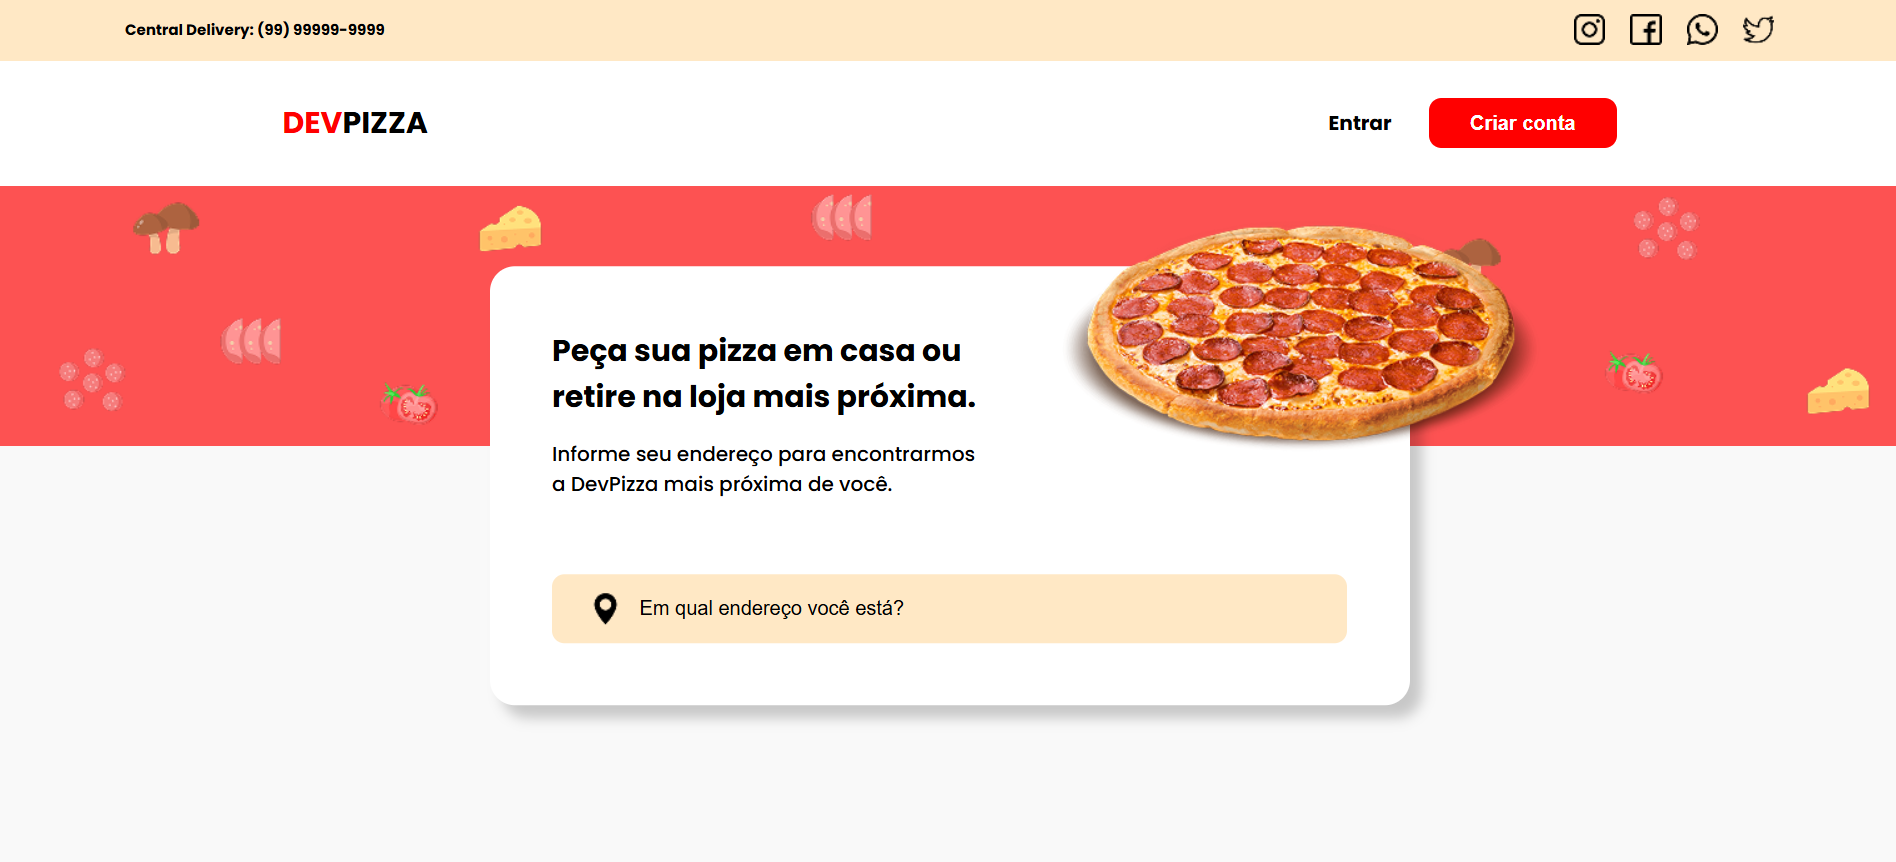 Central Delivery: (99) 99999-9999
DEVPIZZA
Entrar
Criar conta
Peça sua pizza em casa ou
retire na loja mais próxima.
Informe seu endereço para encontrarmos
a DevPizza mais próxima de você.
Em qual endereço você está?